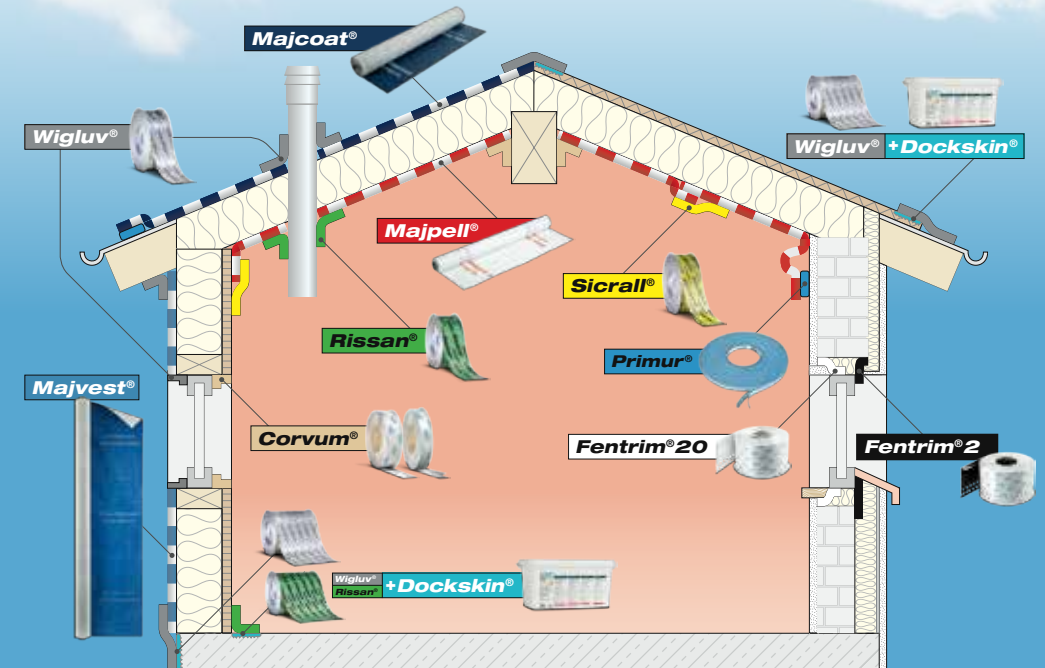 Majcoat®
Wigluv®
Wigluv® +Dockskin®
Majpell®
Sicrall®
Rissan®
Primur®
Majvest®
Corvum®
Fentrim®20
Fentrim®2
Wigluv®
Rissan®
+Dockskin®